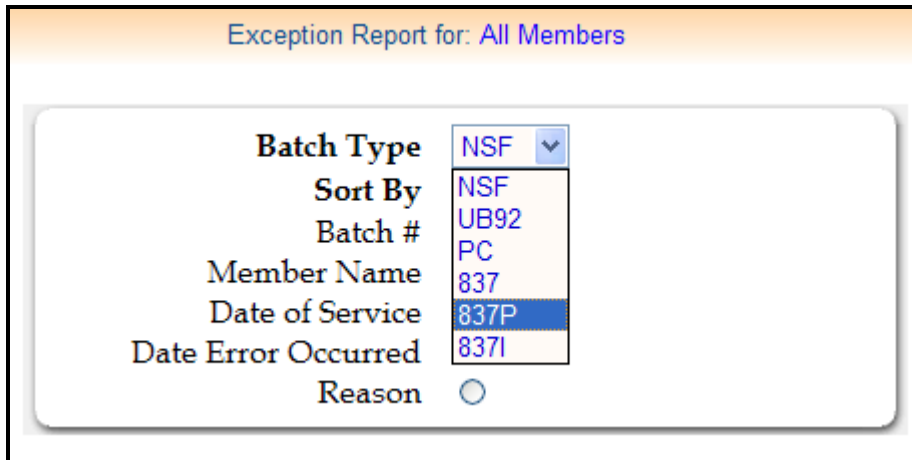 Exception Report for: All Members
Batch Type NSF
Sort By NSF
Batch # UB92
PC
Member Name 837
Date of Service 837P
Date Error Occurred 837I
Reason